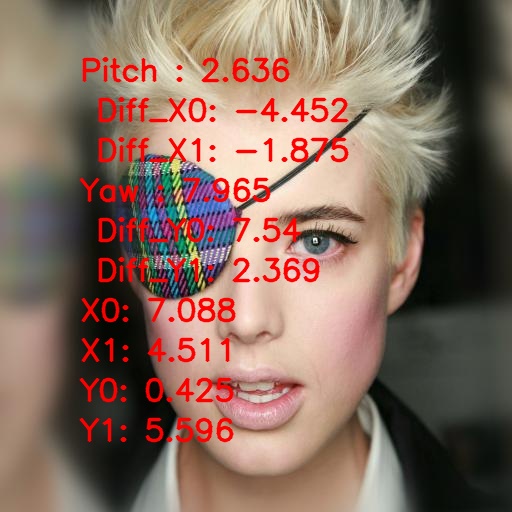 Pitch : 2.636
Diff_X0: -4.452
Diff_X1: -1.875
Yaw : 7.965
Diff_Y0: 7.54
Diff_Y1: 2.369
X0: 7.088
X1: 4.511
Y0: 0.425
Y1: 5.596